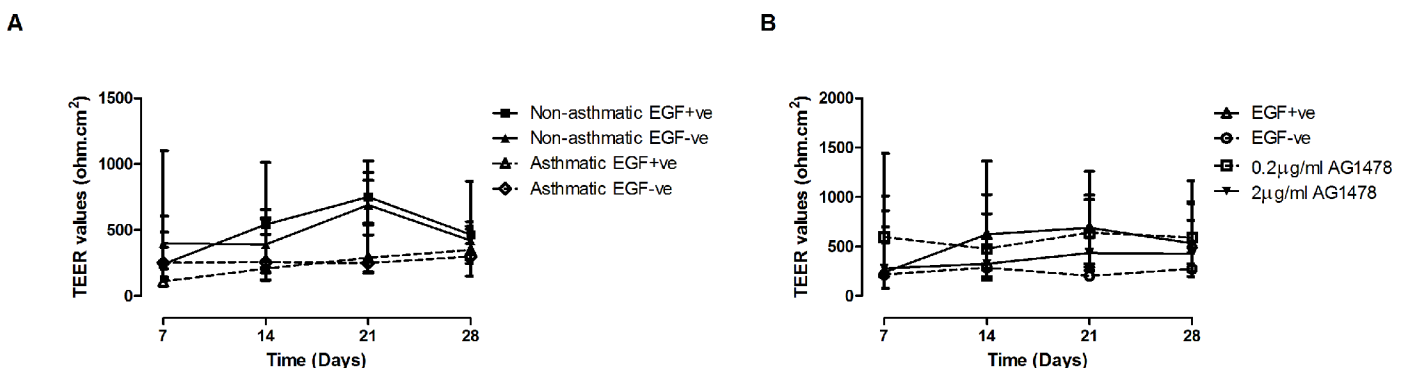 A
TEER values (ohm.cm²)
1500
1000
500
0
7
14
21
28
Time (Days)
Non-asthmatic EGF+ve
Non-asthmatic EGF-ve
Asthmatic EGF+ve
Asthmatic EGF-ve
B
TEER values (ohm.cm²)
2000
1500
1000
500
0
7
14
21
28
Time (Days)
EGF+ve
EGF-ve
0.2µg/ml AG1478
2µg/ml AG1478